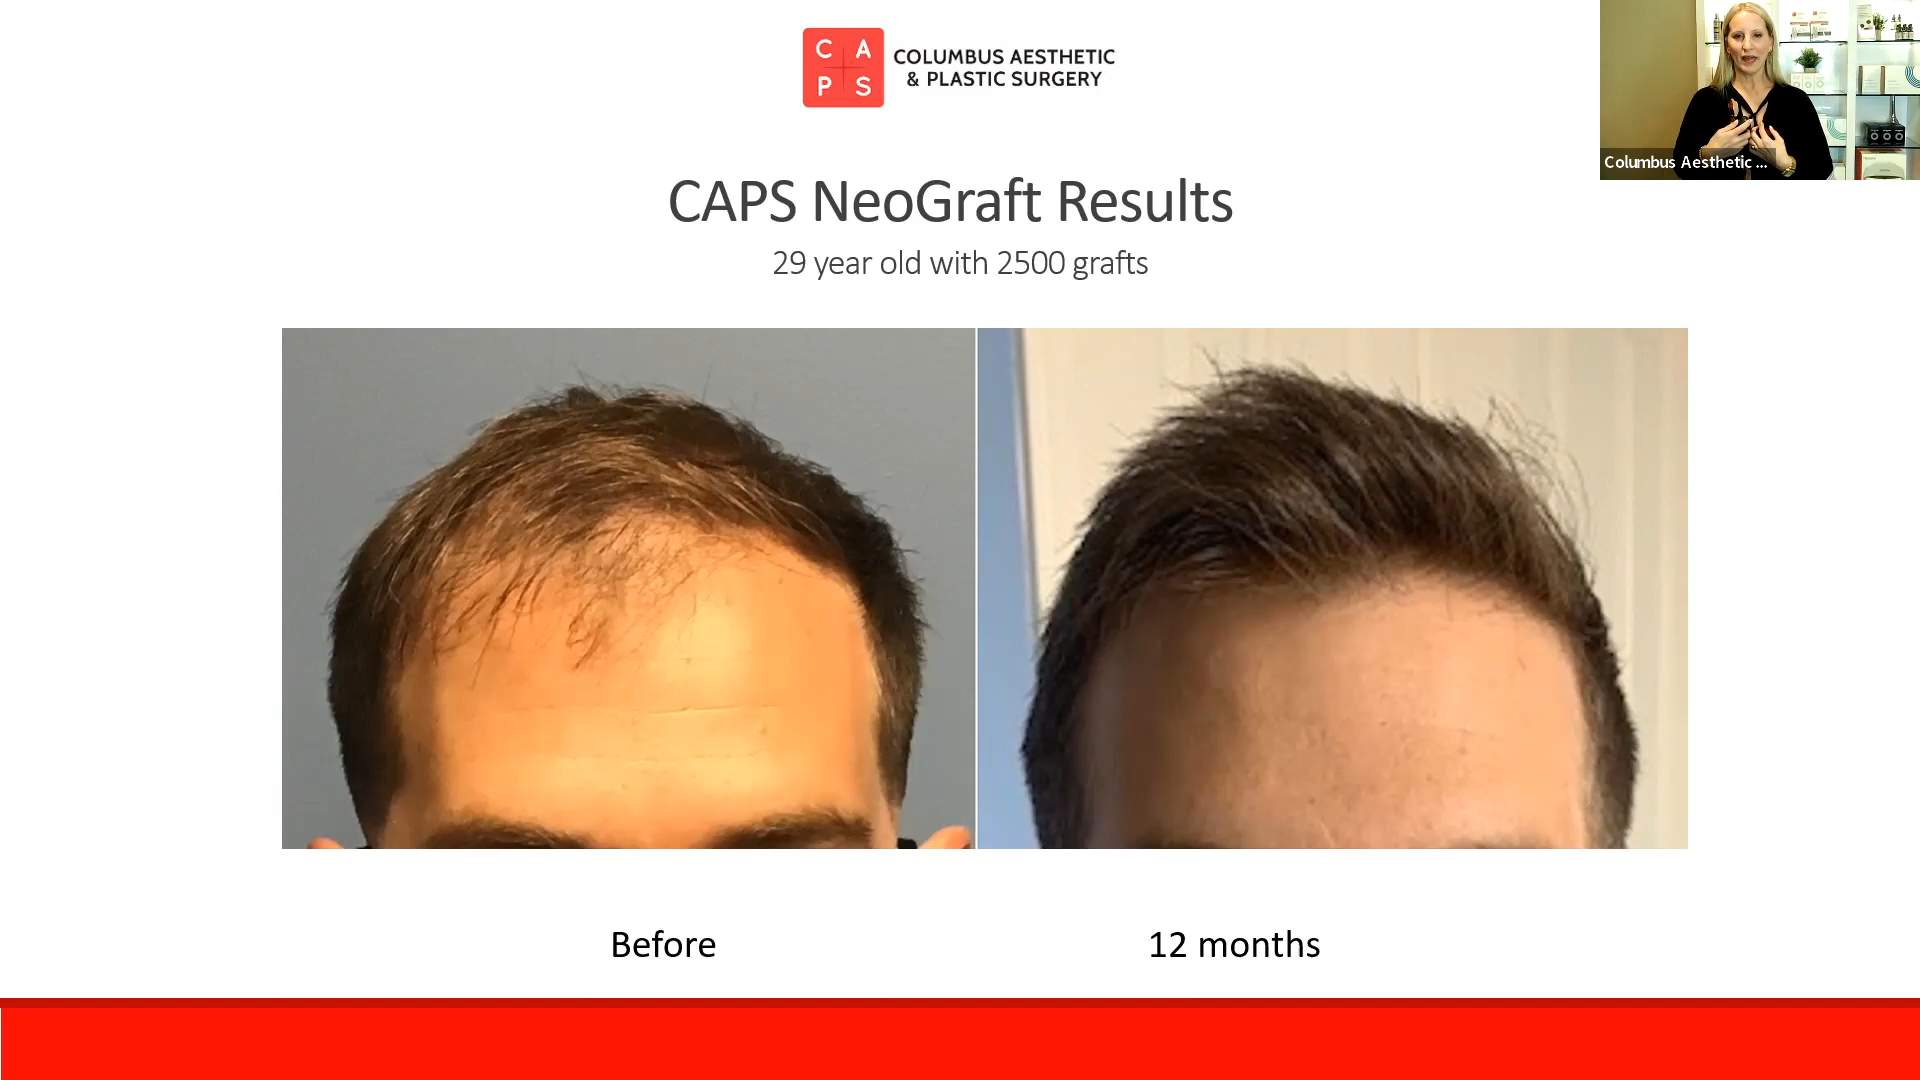 C A
P S
COLUMBUS AESTHETIC
& PLASTIC SURGERY
Columbus Aesthetic ...
CAPS NeoGraft Results
29 year old with 2500 grafts
Before
12 months